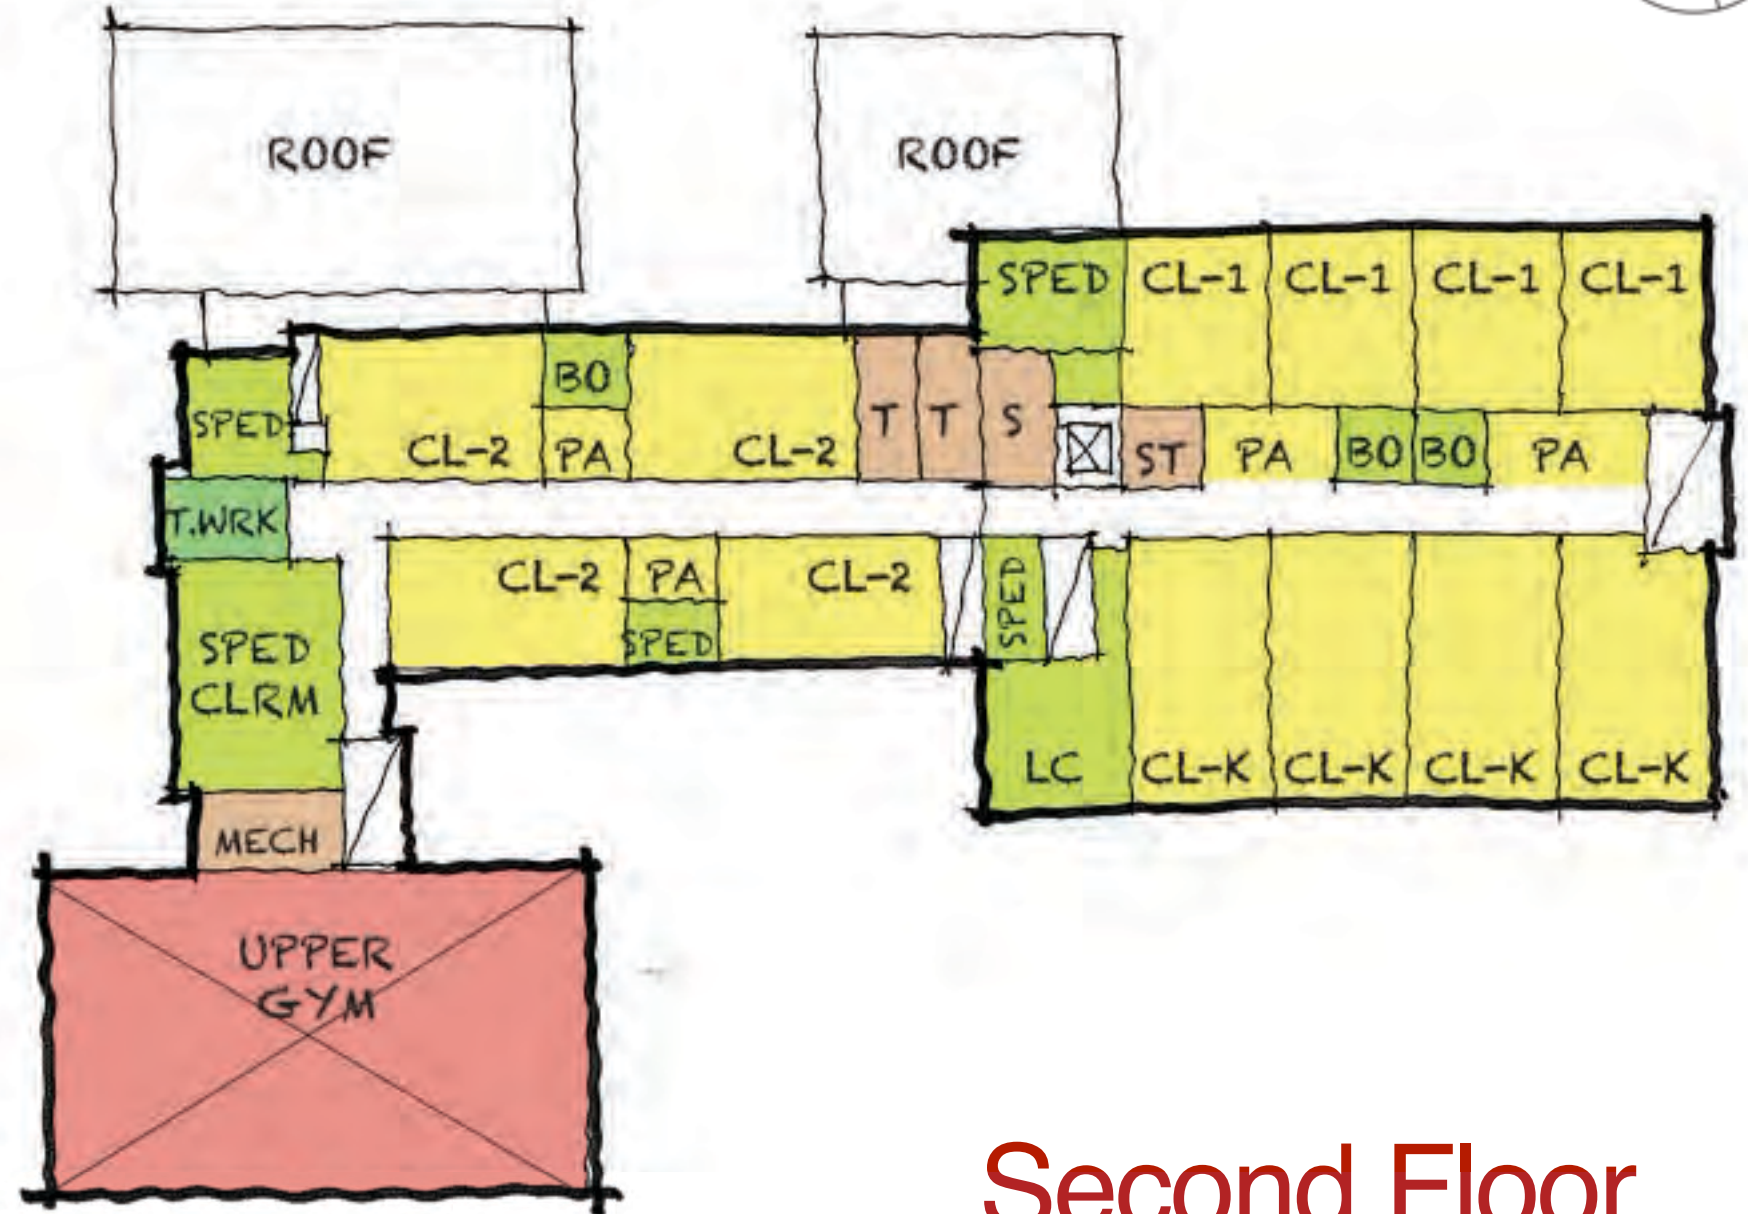 ROOF
ROOF
SPED
CL-1
CL-1
CL-1
CL-1
SPED
CL-2
BO
PA
CL-2
T
T
S
ST
PA
BO
BO
PA
T.WRK
CL-2
PA
SPED
CL-2
SPED
SPED
CLRM
LC
CL-K
CL-K
CL-K
CL-K
MECH
UPPER
GYM
Second Floor